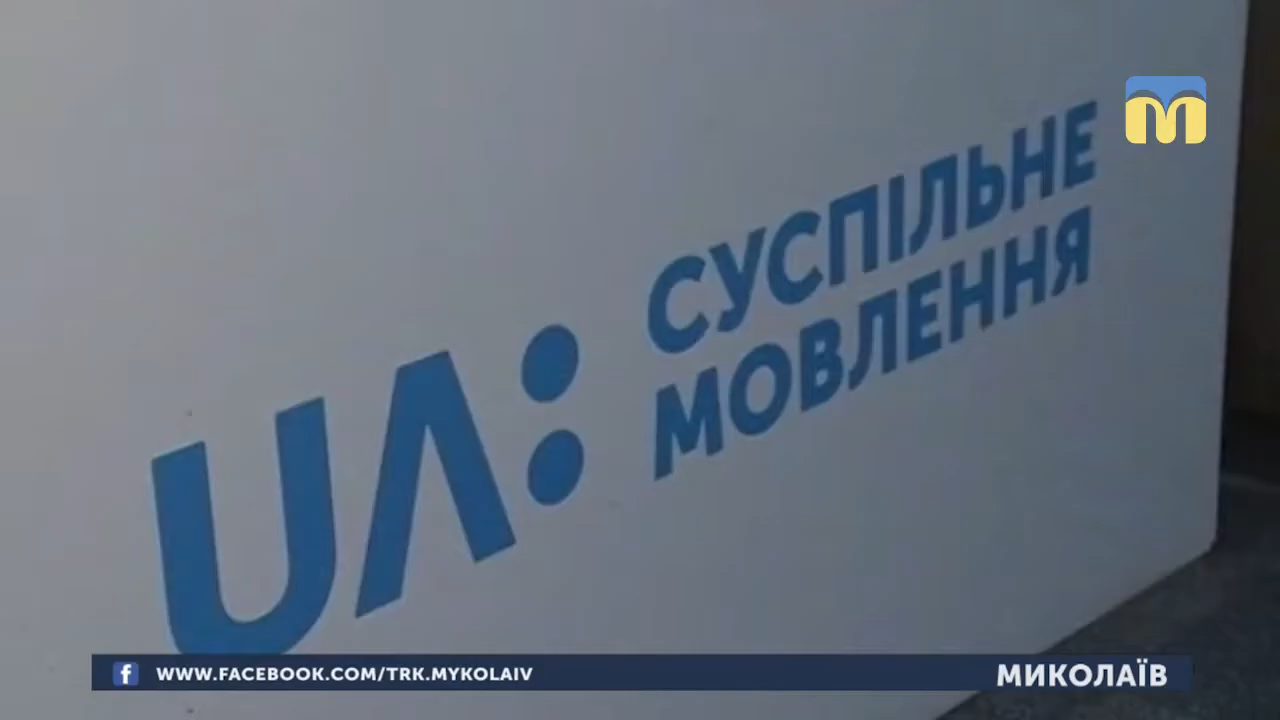 UA:
СУСПІЛЬНЕ
МОВЛЕННЯ
WWW.FACEBOOK.COM/TRK.MYKOLAIV
МИКОЛАЇВ